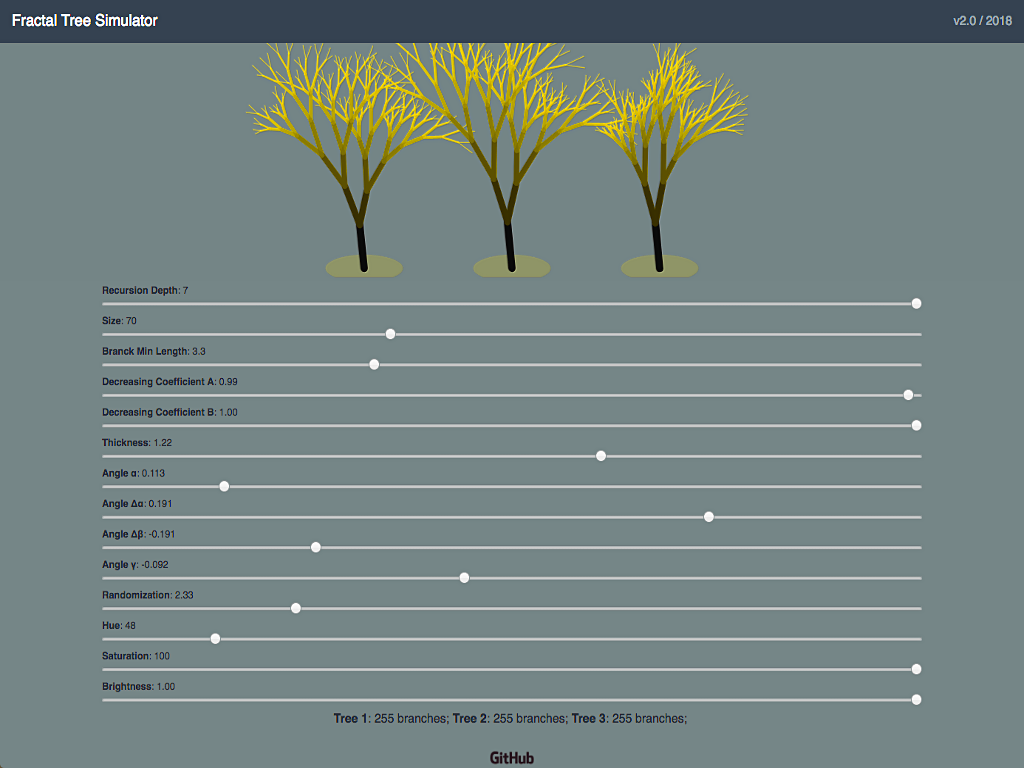 Fractal Tree Simulator
v2.0 / 2018
Recursion Depth: 7
Size: 70
Branck Min Length: 3.3
Decreasing Coefficient A: 0.99
Decreasing Coefficient B: 1.00
Thickness: 1.22
Angle α: 0.113
Angle Δα: 0.191
Angle Δβ: -0.191
Angle γ: -0.092
Randomization: 2.33
Hue: 48
Saturation: 100
Brightness: 1.00
Tree 1: 255 branches; Tree 2: 255 branches; Tree 3: 255 branches;
GitHub